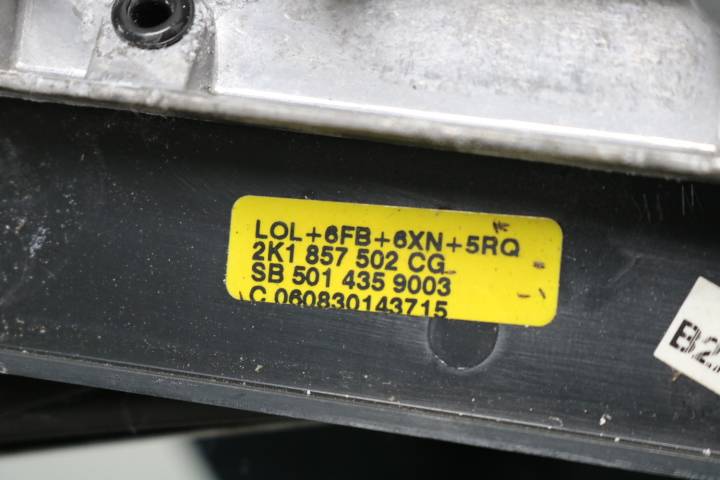 LOL+6FB+6XN+5RQ
2K1 857 502 CG
SB 501 435 9003
C 060830143715